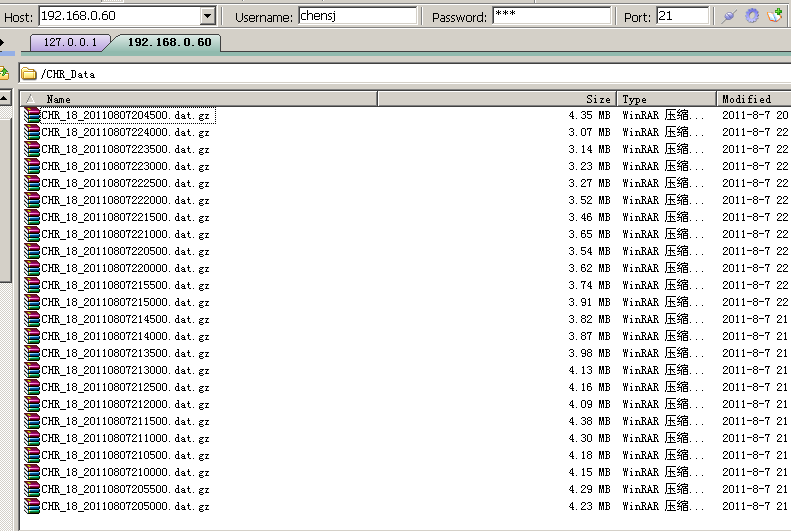 Host: 192.168.0.60 Username: chensj Password: *** Port: 21
127.0.0.1 192.168.0.60
/CHR_Data
Name Size Type Modified
CHR_18_20110807204500.dat.gz 4.35 MB WinRAR 压缩... 2011-8-7 20
CHR_18_20110807224000.dat.gz 3.07 MB WinRAR 压缩... 2011-8-7 22
CHR_18_20110807223500.dat.gz 3.14 MB WinRAR 压缩... 2011-8-7 22
CHR_18_20110807223000.dat.gz 3.23 MB WinRAR 压缩... 2011-8-7 22
CHR_18_20110807222500.dat.gz 3.27 MB WinRAR 压缩... 2011-8-7 22
CHR_18_20110807222000.dat.gz 3.52 MB WinRAR 压缩... 2011-8-7 22
CHR_18_20110807221500.dat.gz 3.46 MB WinRAR 压缩... 2011-8-7 22
CHR_18_20110807221000.dat.gz 3.65 MB WinRAR 压缩... 2011-8-7 22
CHR_18_20110807220500.dat.gz 3.54 MB WinRAR 压缩... 2011-8-7 22
CHR_18_20110807220000.dat.gz 3.62 MB WinRAR 压缩... 2011-8-7 22
CHR_18_20110807215500.dat.gz 3.74 MB WinRAR 压缩... 2011-8-7 22
CHR_18_20110807215000.dat.gz 3.91 MB WinRAR 压缩... 2011-8-7 22
CHR_18_20110807214500.dat.gz 3.82 MB WinRAR 压缩... 2011-8-7 21
CHR_18_20110807214000.dat.gz 3.87 MB WinRAR 压缩... 2011-8-7 21
CHR_18_20110807213500.dat.gz 3.98 MB WinRAR 压缩... 2011-8-7 21
CHR_18_20110807213000.dat.gz 4.13 MB WinRAR 压缩... 2011-8-7 21
CHR_18_20110807212500.dat.gz 4.16 MB WinRAR 压缩... 2011-8-7 21
CHR_18_20110807212000.dat.gz 4.09 MB WinRAR 压缩... 2011-8-7 21
CHR_18_20110807211500.dat.gz 4.38 MB WinRAR 压缩... 2011-8-7 21
CHR_18_20110807211000.dat.gz 4.30 MB WinRAR 压缩... 2011-8-7 21
CHR_18_20110807210500.dat.gz 4.18 MB WinRAR 压缩... 2011-8-7 21
CHR_18_20110807210000.dat.gz 4.15 MB WinRAR 压缩... 2011-8-7 21
CHR_18_20110807205500.dat.gz 4.29 MB WinRAR 压缩... 2011-8-7 21
CHR_18_20110807205000.dat.gz 4.23 MB WinRAR 压缩... 2011-8-7 21